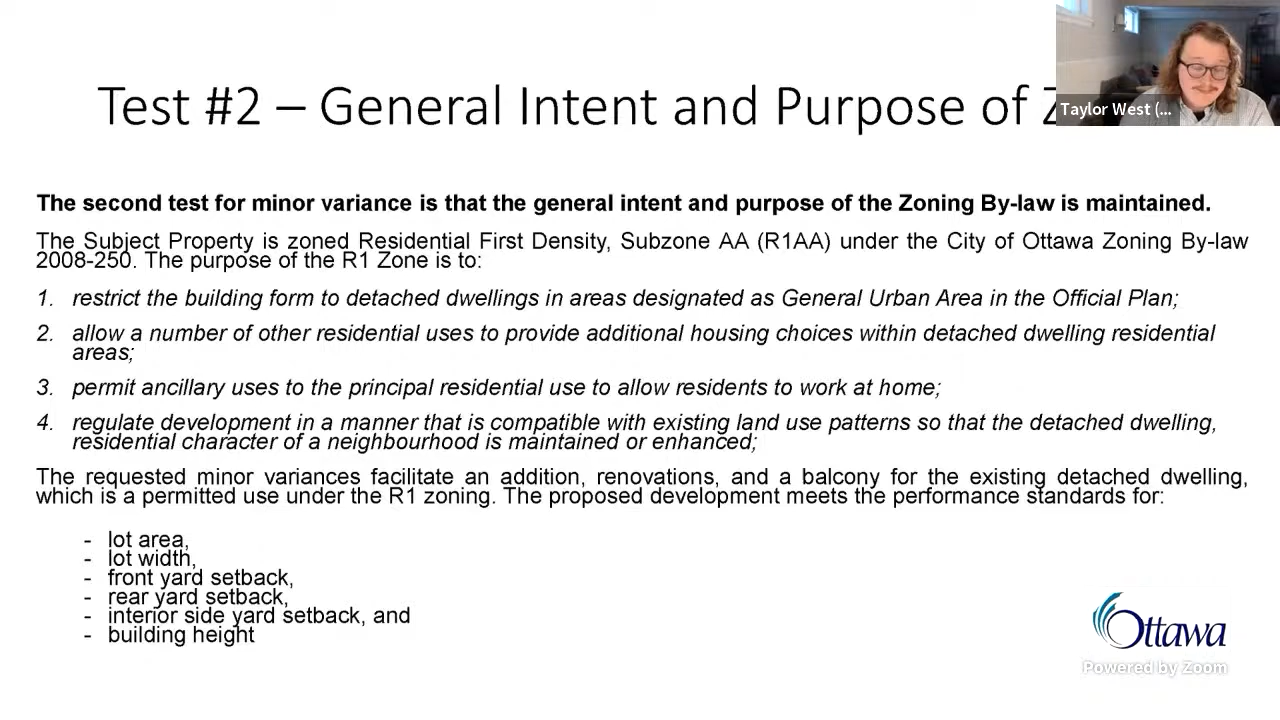 Test #2 – General Intent and Purpose of
Taylor West (...
The second test for minor variance is that the general intent and purpose of the Zoning By-law is maintained.
The Subject Property is zoned Residential First Density, Subzone AA (R1AA) under the City of Ottawa Zoning By-law
2008-250. The purpose of the R1 Zone is to:
1. restrict the building form to detached dwellings in areas designated as General Urban Area in the Official Plan;
2. allow a number of other residential uses to provide additional housing choices within detached dwelling residential
areas;
3. permit ancillary uses to the principal residential use to allow residents to work at home;
4. regulate development in a manner that is compatible with existing land use patterns so that the detached dwelling,
residential character of a neighbourhood is maintained or enhanced;
The requested minor variances facilitate an addition, renovations, and a balcony for the existing detached dwelling,
which is a permitted use under the R1 zoning. The proposed development meets the performance standards for:
- lot area,
- lot width,
- front yard setback,
- rear yard setback,
- interior side yard setback, and
- building height
Ottawa
Powered by Zoom